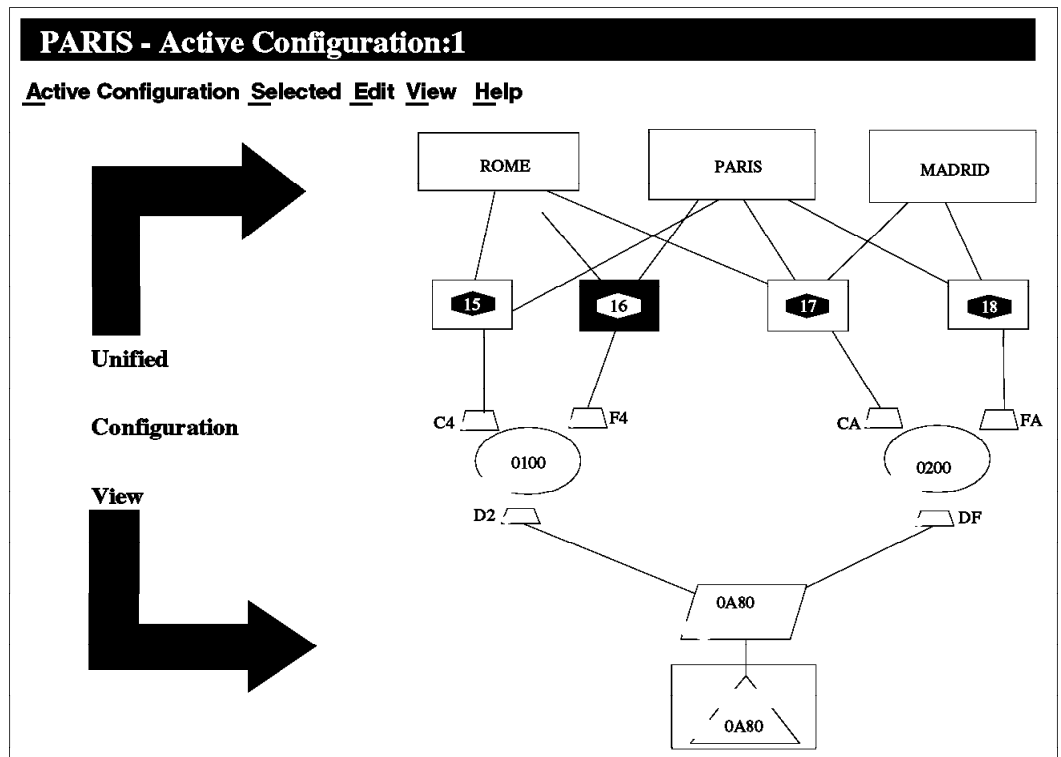 PARIS - Active Configuration:1
Active Configuration Selected Edit View Help
ROME PARIS MADRID
15 16 17 18
Unified
Configuration
View
C4 F4 CA FA
0100 0200
D2 DF
0A80
0A80